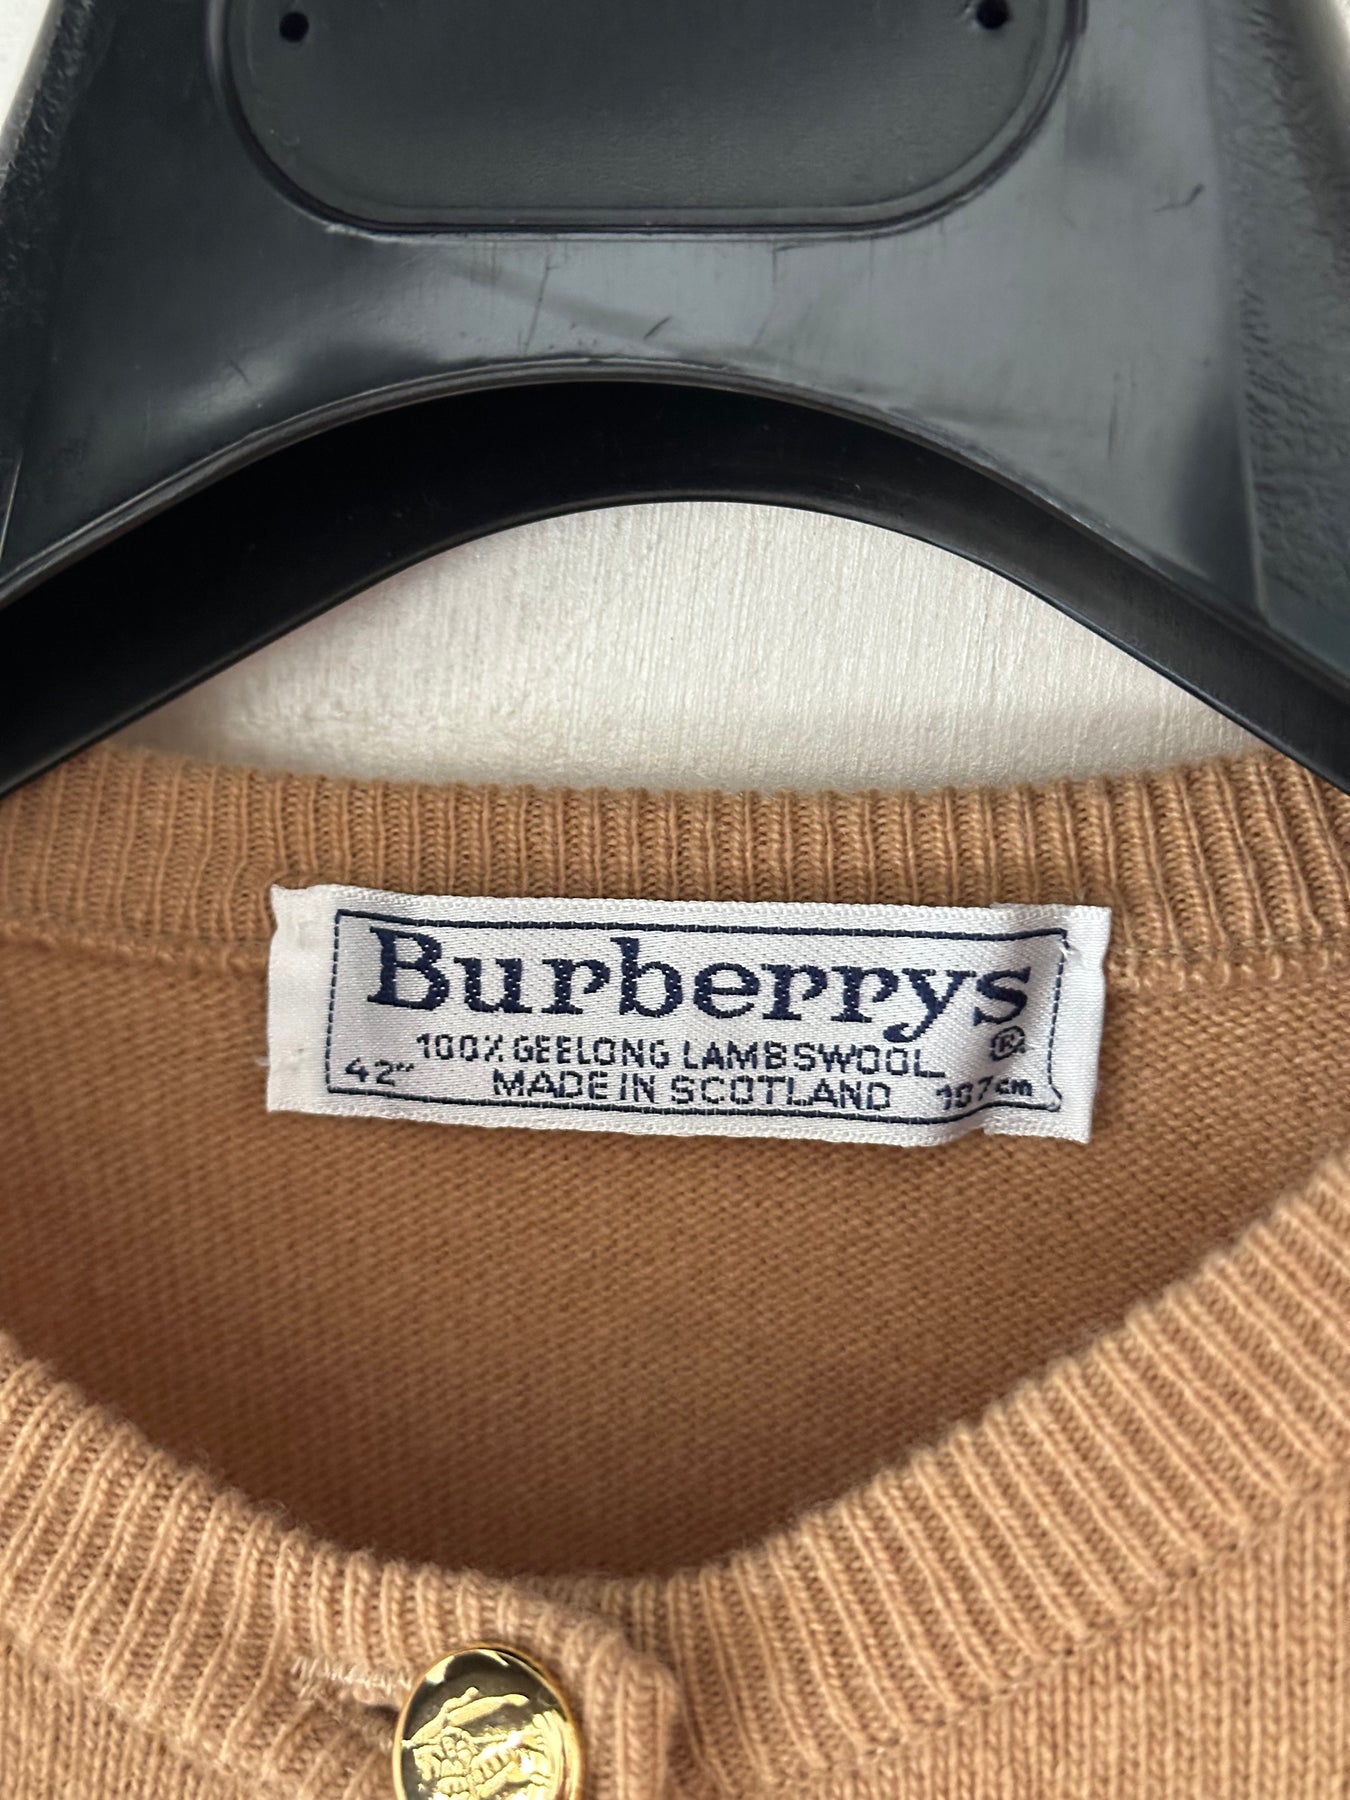 Burberrys
®
100% GEELONG LAMBSWOOL
42" MADE IN SCOTLAND 107cm